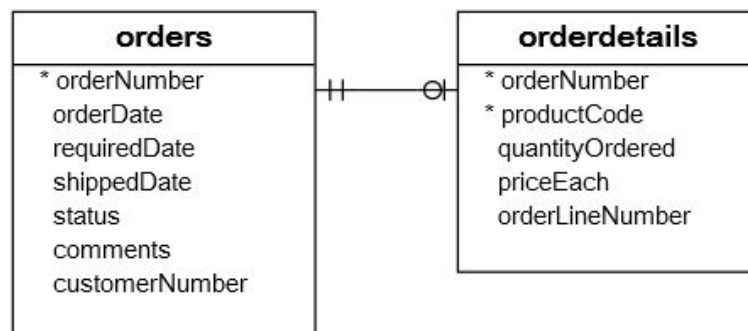 orders
* orderNumber
orderDate
requiredDate
shippedDate
status
comments
customerNumber
orderdetails
* orderNumber
* productCode
quantityOrdered
priceEach
orderLineNumber